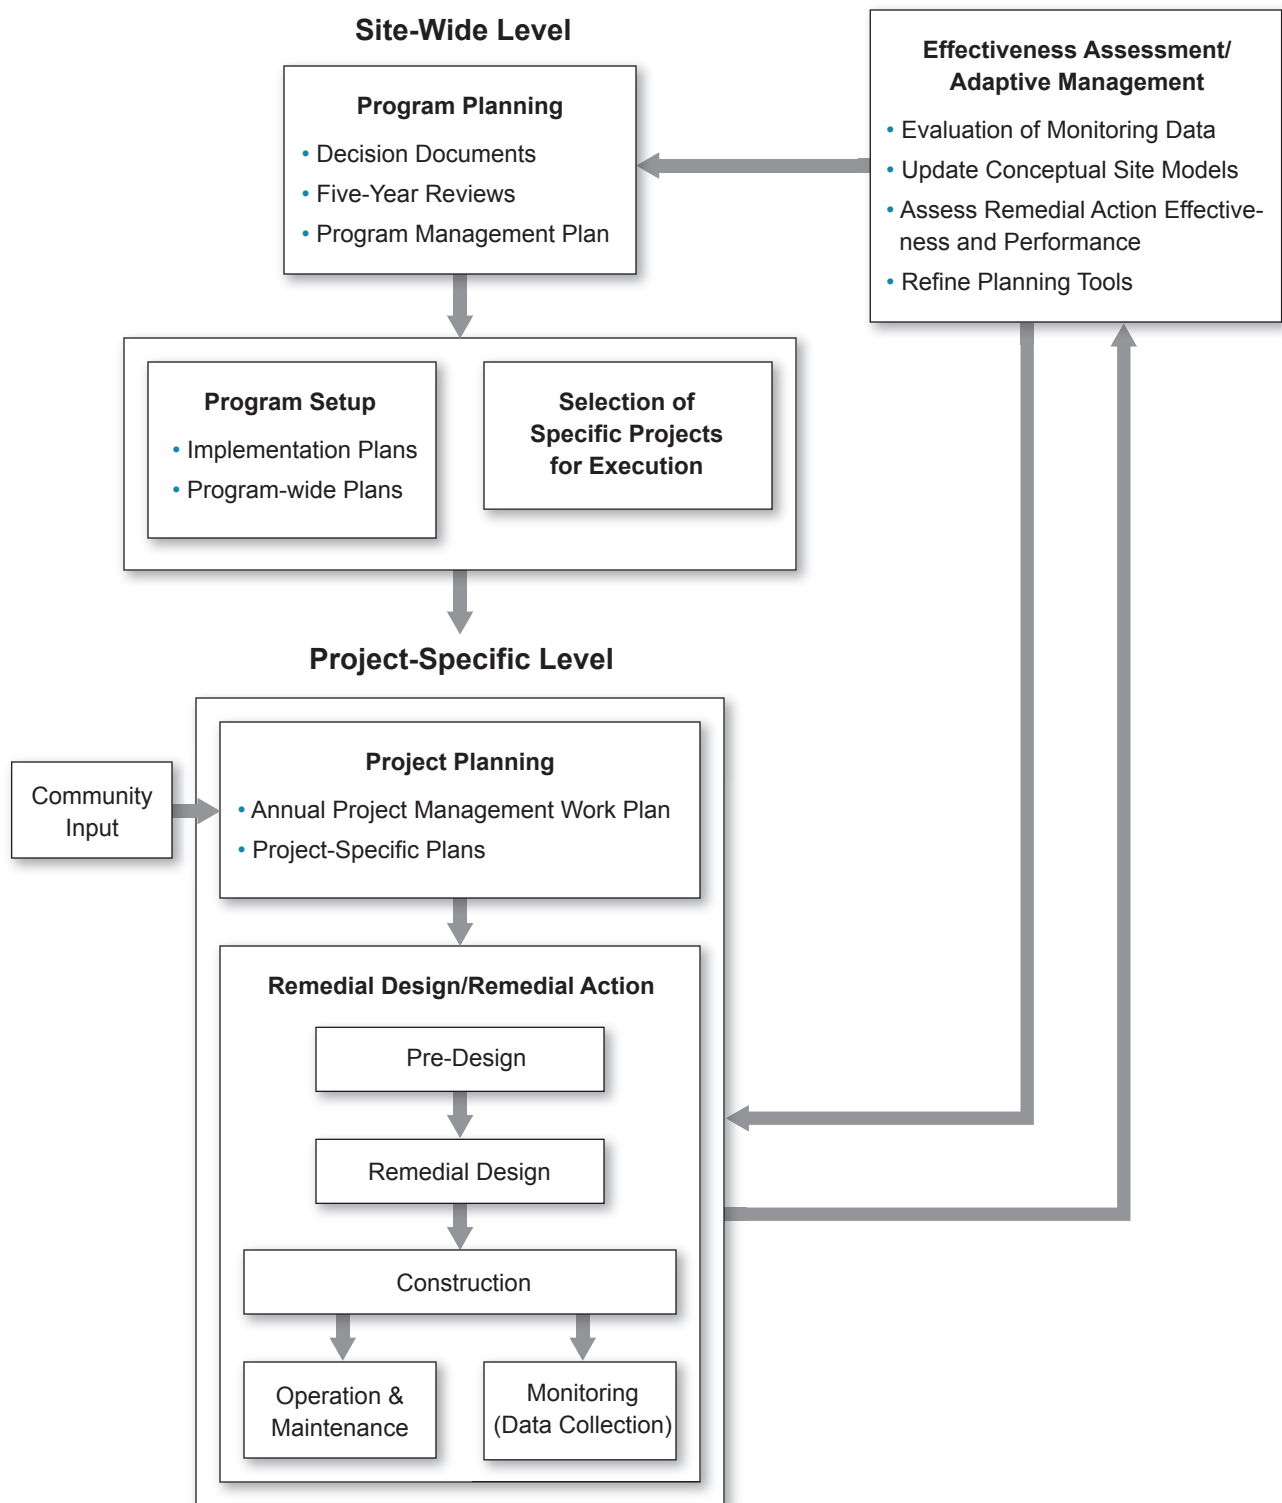 Site-Wide Level
Program Planning
• Decision Documents
• Five-Year Reviews
• Program Management Plan
Effectiveness Assessment/
Adaptive Management
• Evaluation of Monitoring Data
• Update Conceptual Site Models
• Assess Remedial Action Effective-
ness and Performance
• Refine Planning Tools
Program Setup
• Implementation Plans
• Program-wide Plans
Selection of
Specific Projects
for Execution
Project-Specific Level
Community
Input
Project Planning
• Annual Project Management Work Plan
• Project-Specific Plans
Remedial Design/Remedial Action
Pre-Design
Remedial Design
Construction
Operation &
Maintenance
Monitoring
(Data Collection)